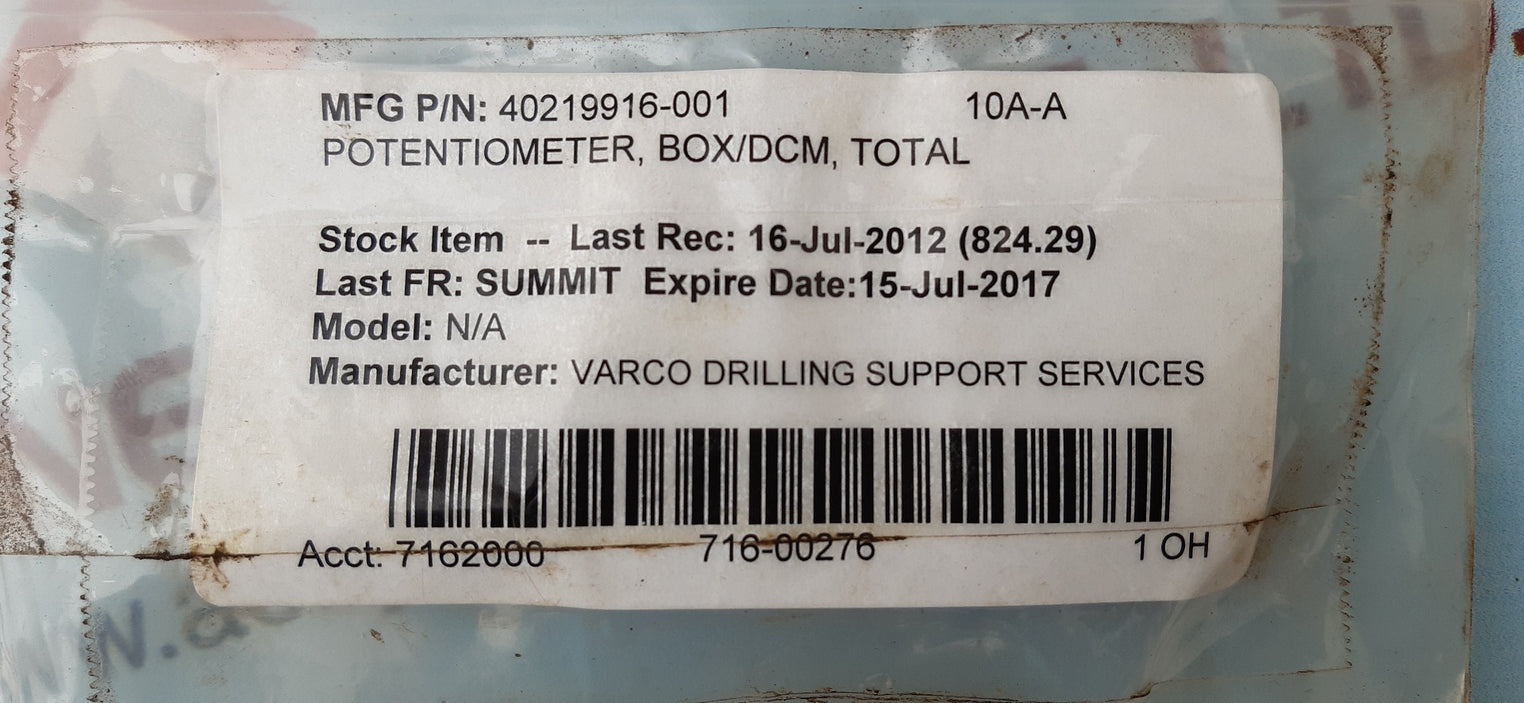 MFG P/N: 40219916-001 10A-A
POTENTIOMETER, BOX/DCM, TOTAL
Stock Item -- Last Rec: 16-Jul-2012 (824.29)
Last FR: SUMMIT Expire Date:15-Jul-2017
Model: N/A
Manufacturer: VARCO DRILLING SUPPORT SERVICES
Acct: 7162000 716-00276 1 OH